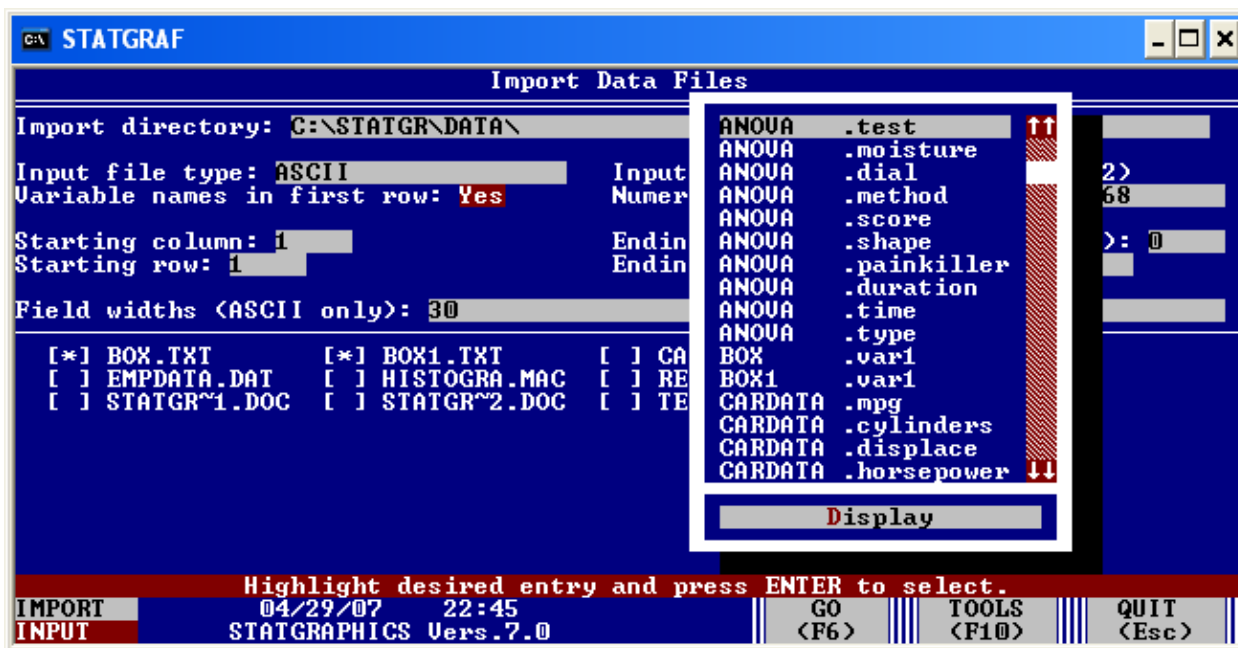 STATGRAF
Import Data Files
Import directory: C:\STATGR\DATA\
Input file type: ASCII Input 2)
Variable names in first row: Yes Numer 68
Starting column: 1 Endin ): 0
Starting row: 1 Endin
Field widths (ASCII only): 30
[*] BOX.TXT [*] BOX1.TXT [ ] CA
[ ] EMPDATA.DAT [ ] HISTOGRA.MAC [ ] RE
[ ] STATGR~1.DOC [ ] STATGR~2.DOC [ ] TE
ANOVA .test
ANOVA .moisture
ANOVA .dial
ANOVA .method
ANOVA .score
ANOVA .shape
ANOVA .painkiller
ANOVA .duration
ANOVA .time
ANOVA .type
BOX .var1
BOX1 .var1
CARDATA .mpg
CARDATA .cylinders
CARDATA .displace
CARDATA .horsepower
Display
Highlight desired entry and press ENTER to select.
IMPORT 04/29/07 22:45 GO TOOLS QUIT
INPUT STATGRAPHICS Vers.7.0 (F6) (F10) (Esc)